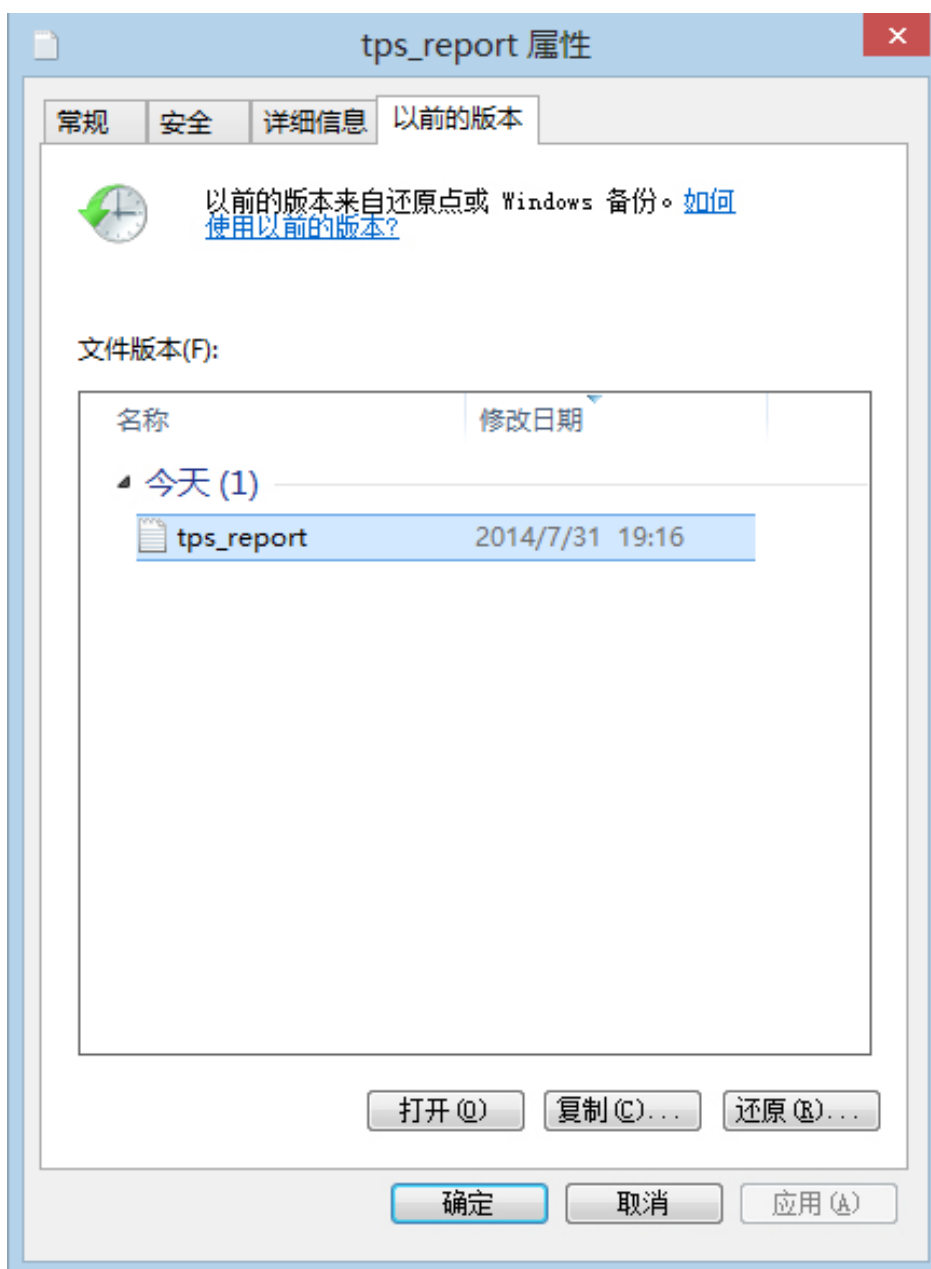 tps_report 属性
常规 安全 详细信息 以前的版本
以前的版本来自还原点或 Windows 备份。如何
使用以前的版本?
文件版本(F):
名称 修改日期
今天 (1)
tps_report 2014/7/31 19:16
打开(O) 复制(C)... 还原(R)...
确定 取消 应用(A)